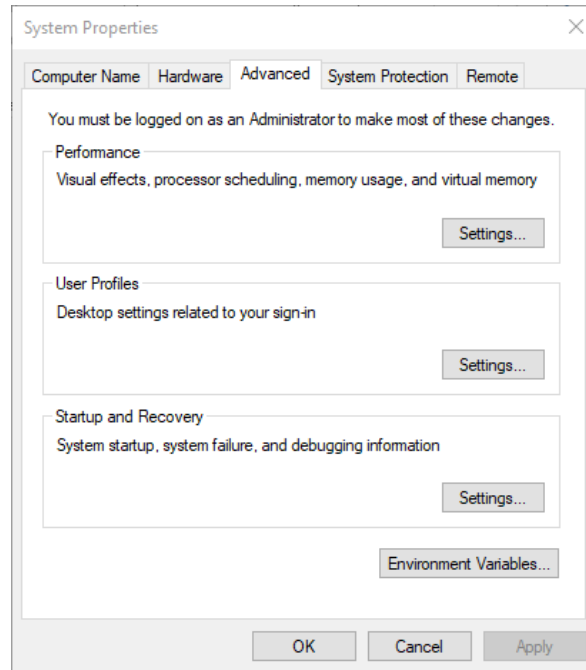 System Properties
Computer Name Hardware Advanced System Protection Remote
You must be logged on as an Administrator to make most of these changes.
Performance
Visual effects, processor scheduling, memory usage, and virtual memory
Settings...
User Profiles
Desktop settings related to your sign-in
Settings...
Startup and Recovery
System startup, system failure, and debugging information
Settings...
Environment Variables...
OK Cancel Apply